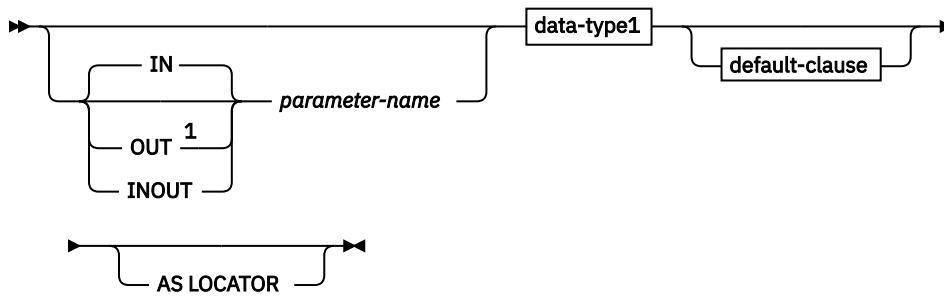 data-type1
IN
default-clause
parameter-name
OUT 1
INOUT
AS LOCATOR